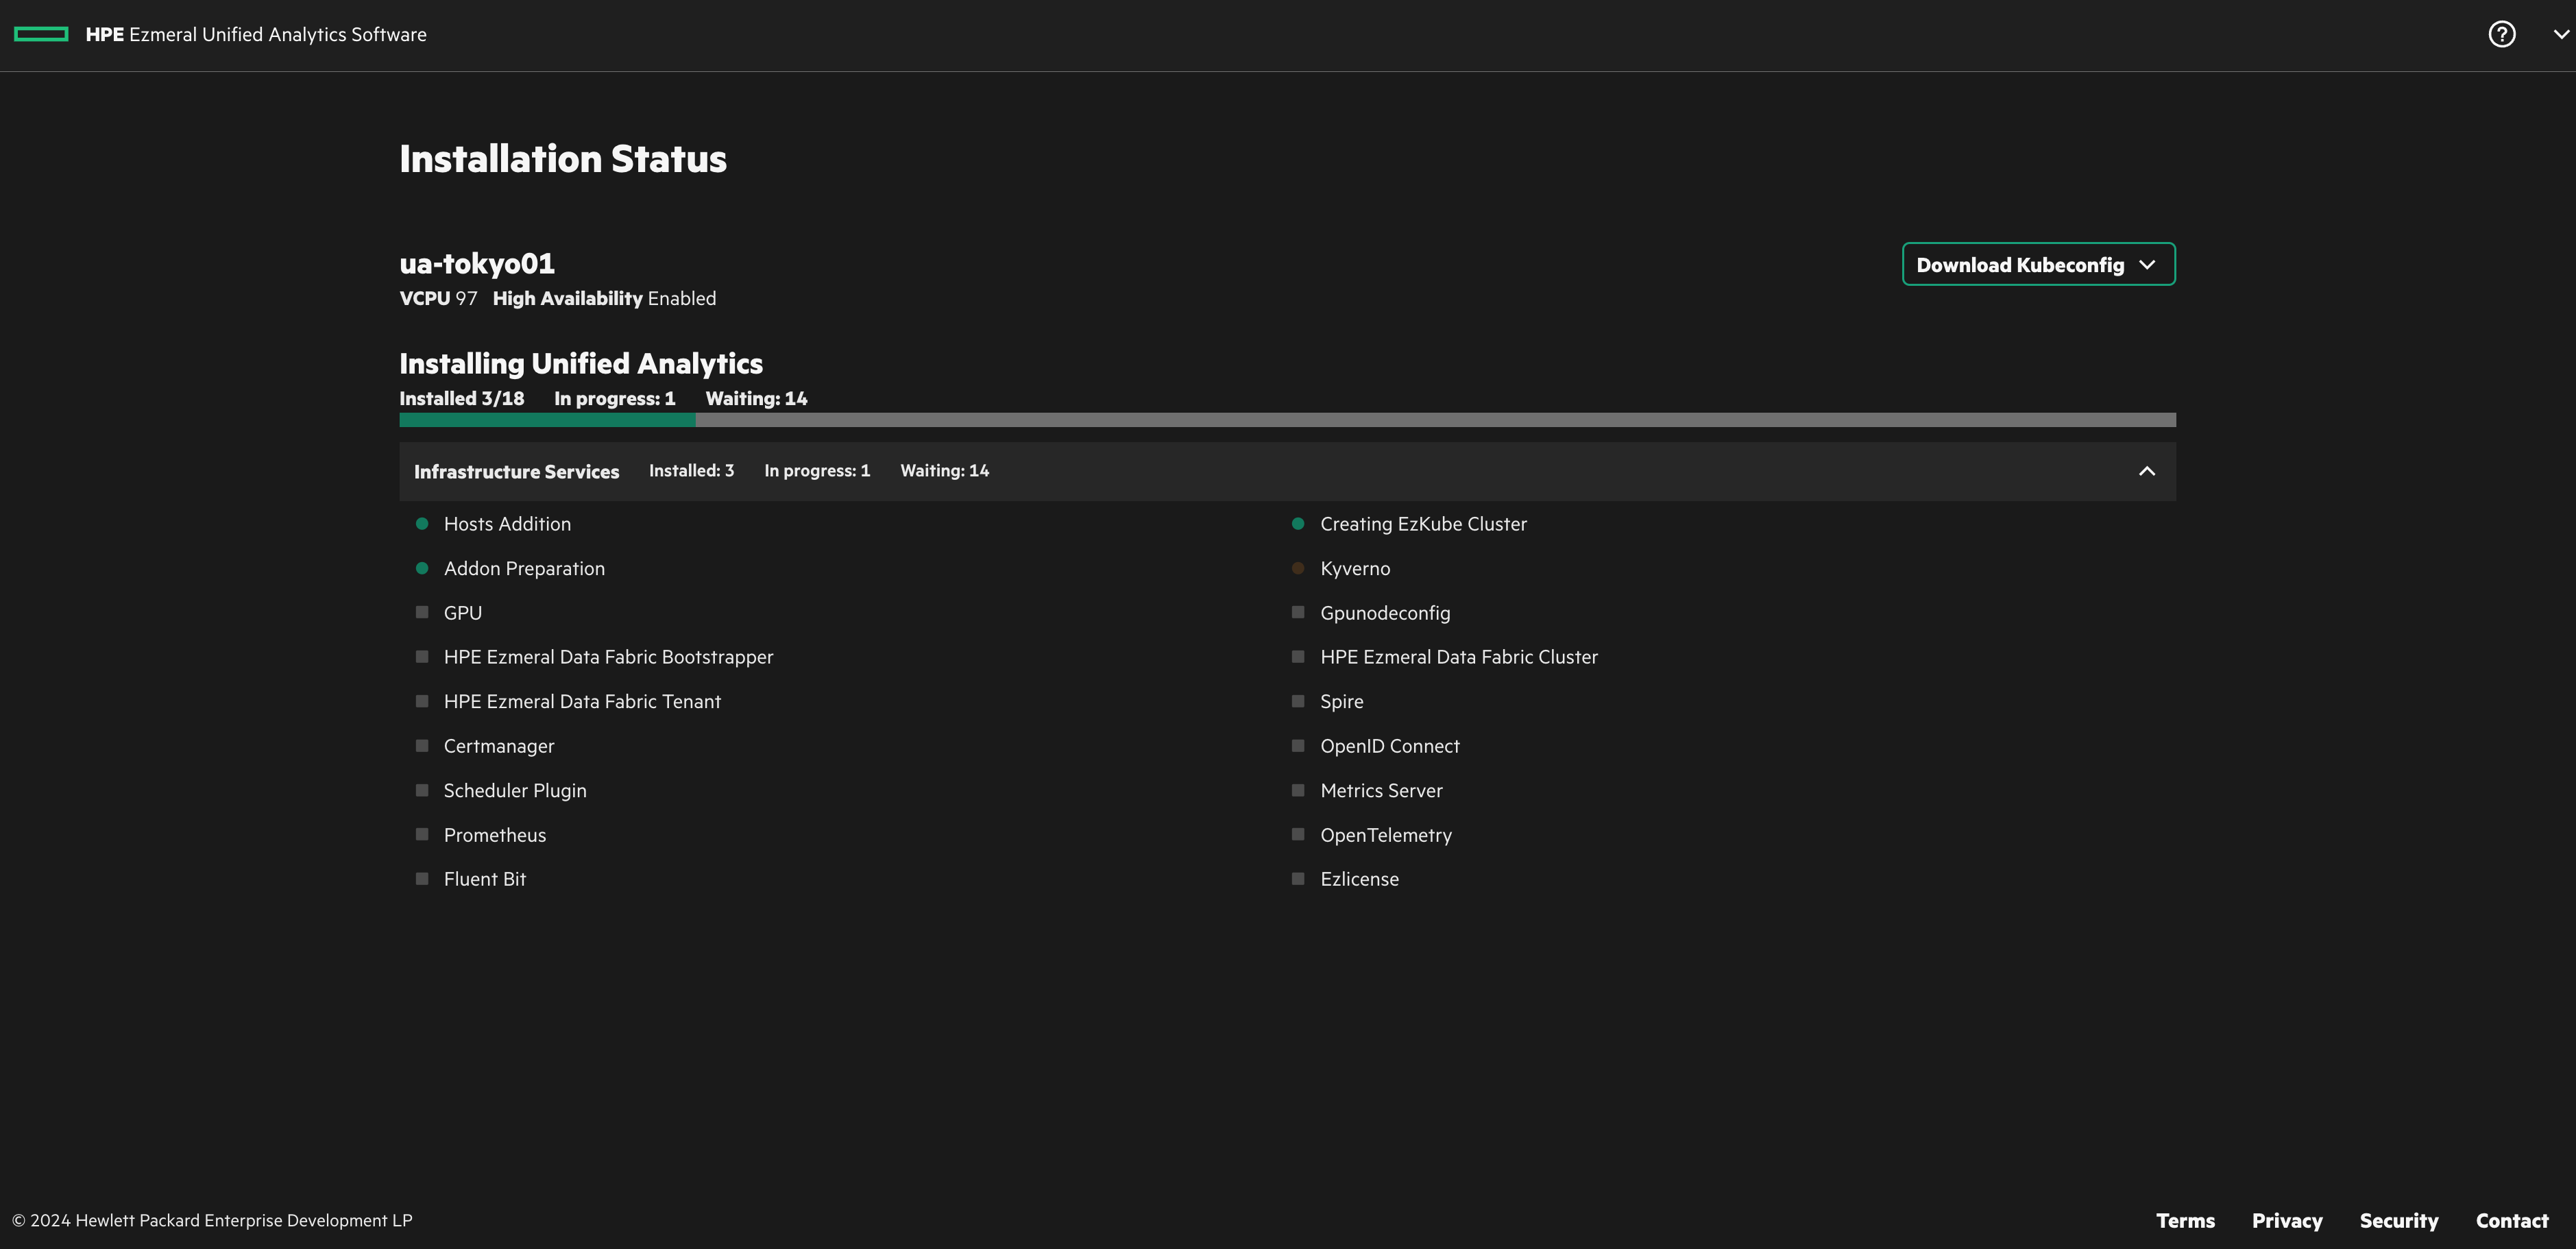 HPE Ezmeral Unified Analytics Software
Installation Status
ua-tokyo01
Download Kubeconfig
VCPU 97 High Availability Enabled
Installing Unified Analytics
Installed 3/18 In progress: 1 Waiting: 14
Infrastructure Services Installed: 3 In progress: 1 Waiting: 14
Hosts Addition
Creating EzKube Cluster
Addon Preparation
Kyverno
GPU
Gpunodeconfig
HPE Ezmeral Data Fabric Bootstrapper
HPE Ezmeral Data Fabric Cluster
HPE Ezmeral Data Fabric Tenant
Spire
Certmanager
OpenID Connect
Scheduler Plugin
Metrics Server
Prometheus
OpenTelemetry
Fluent Bit
Ezlicense
© 2024 Hewlett Packard Enterprise Development LP
Terms Privacy Security Contact